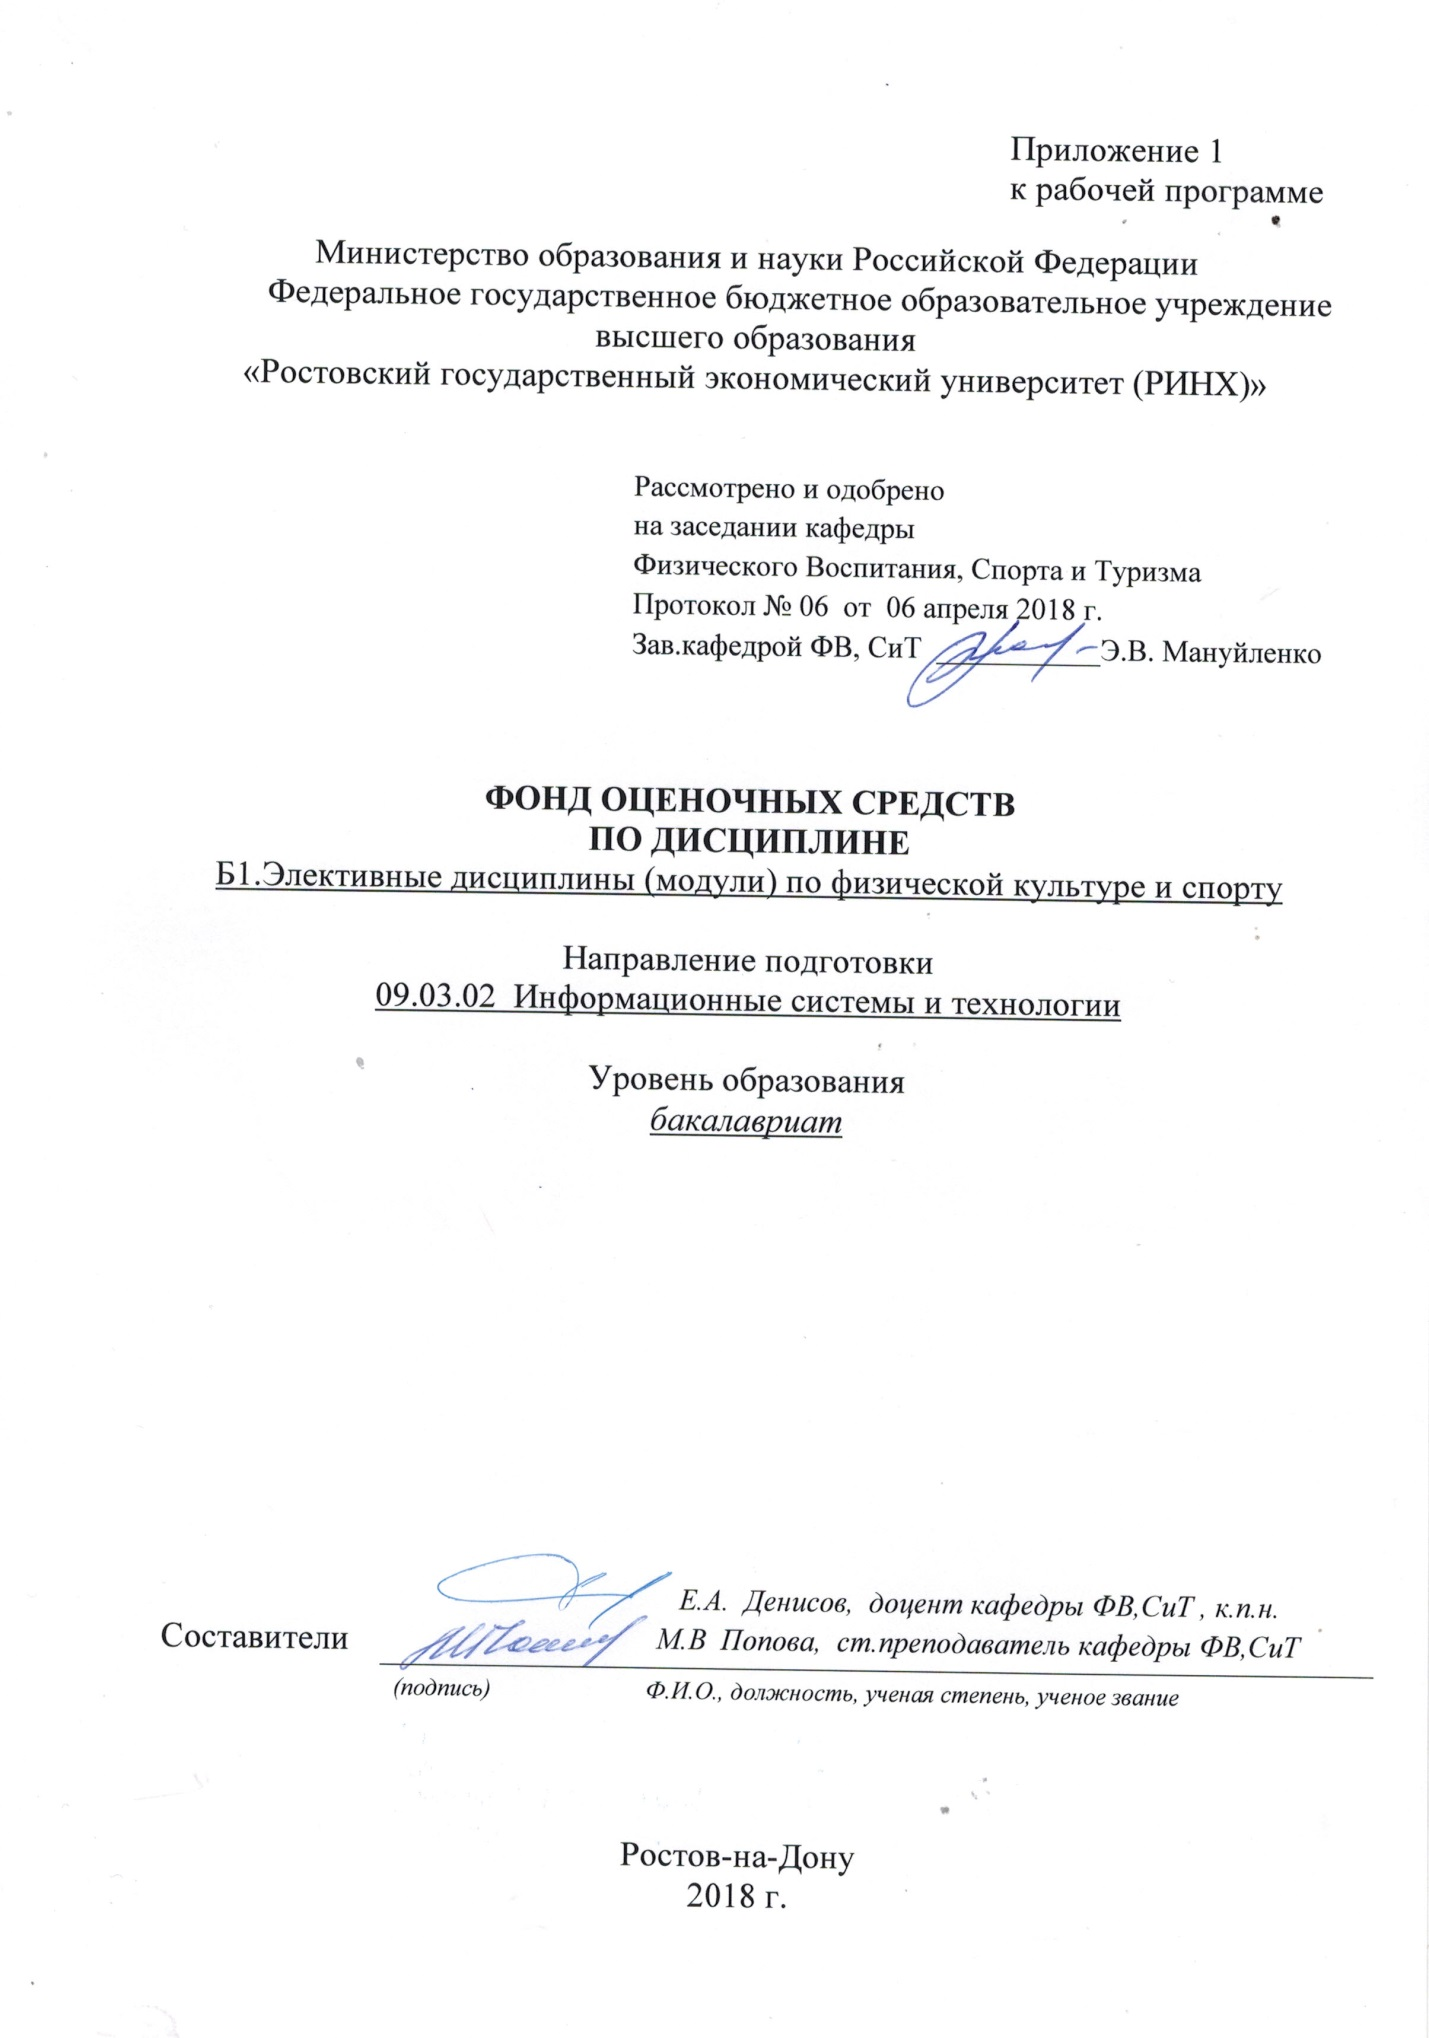 Приложение 1
к рабочей программе
Министерство образования и науки Российской Федерации
Федеральное государственное бюджетное образовательное учреждение
высшего образования
«Ростовский государственный экономический университет (РИНХ)»
Рассмотрено и одобрено
на заседании кафедры
Физического Воспитания, Спорта и Туризма
Протокол № 06 от 06 апреля 2018 г.
Зав.кафедрой ФВ, СиТ ____________Э.В. Мануйленко
ФОНД ОЦЕНОЧНЫХ СРЕДСТВ
ПО ДИСЦИПЛИНЕ
Б1.Элективные дисциплины (модули) по физической культуре и спорту
Направление подготовки
09.03.02 Информационные системы и технологии
Уровень образования
бакалавриат
Е.А. Денисов, доцент кафедры ФВ,СиТ , к.п.н.
Составители М.В Попова, ст.преподаватель кафедры ФВ,СиТ
(подпись) Ф.И.О., должность, ученая степень, ученое звание
Ростов-на-Дону
2018 г.